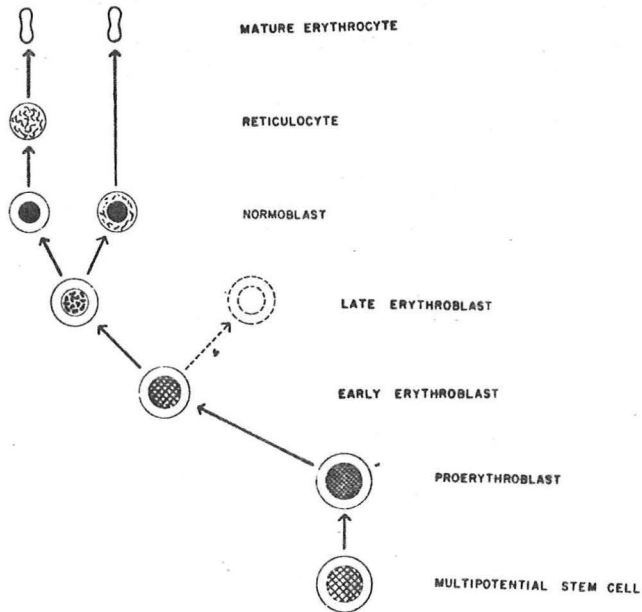 MATURE ERYTHROCYTE
RETICULOCYTE
NORMOBLAST
LATE ERYTHROBLAST
EARLY ERYTHROBLAST
PROERYTHROBLAST
MULTIPOTENTIAL STEM CELL